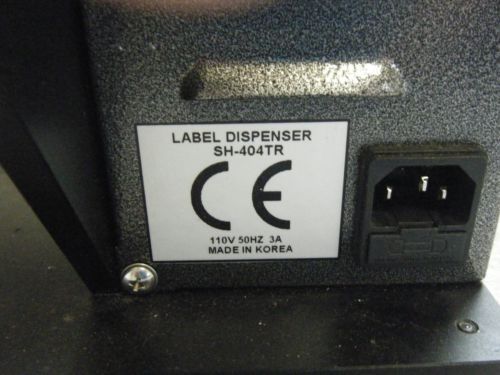 LABEL DISPENSER
SH-404TR
CE
110V 50HZ 3A
MADE IN KOREA